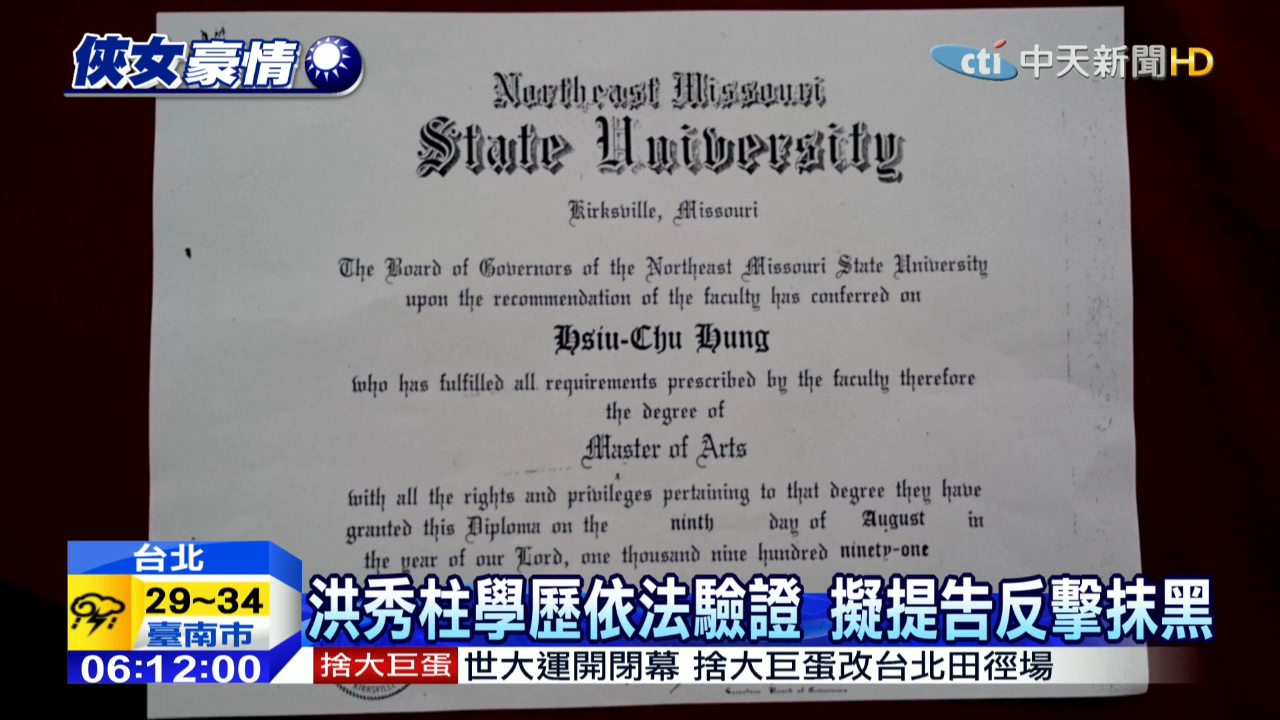 俠女豪情
cti 中天新聞HD
Northeast Missouri
State University
Kirksville, Missouri
The Board of Governors of the Northeast Missouri State University
upon the recommendation of the faculty has conferred on
Hsiu-Chu Hung
who has fulfilled all requirements prescribed by the faculty therefore
the degree of
Master of Arts
with all the rights and privileges pertaining to that degree they have
granted this Diploma on the ninth day of August in
the year of our Lord, one thousand nine hundred ninety-one
台北
29~34
臺南市
06:12:00
洪秀柱學歷依法驗證 擬提告反擊抹黑
捨大巨蛋 世大運開閉幕 捨大巨蛋改台北田徑場
KIRKSVILLE